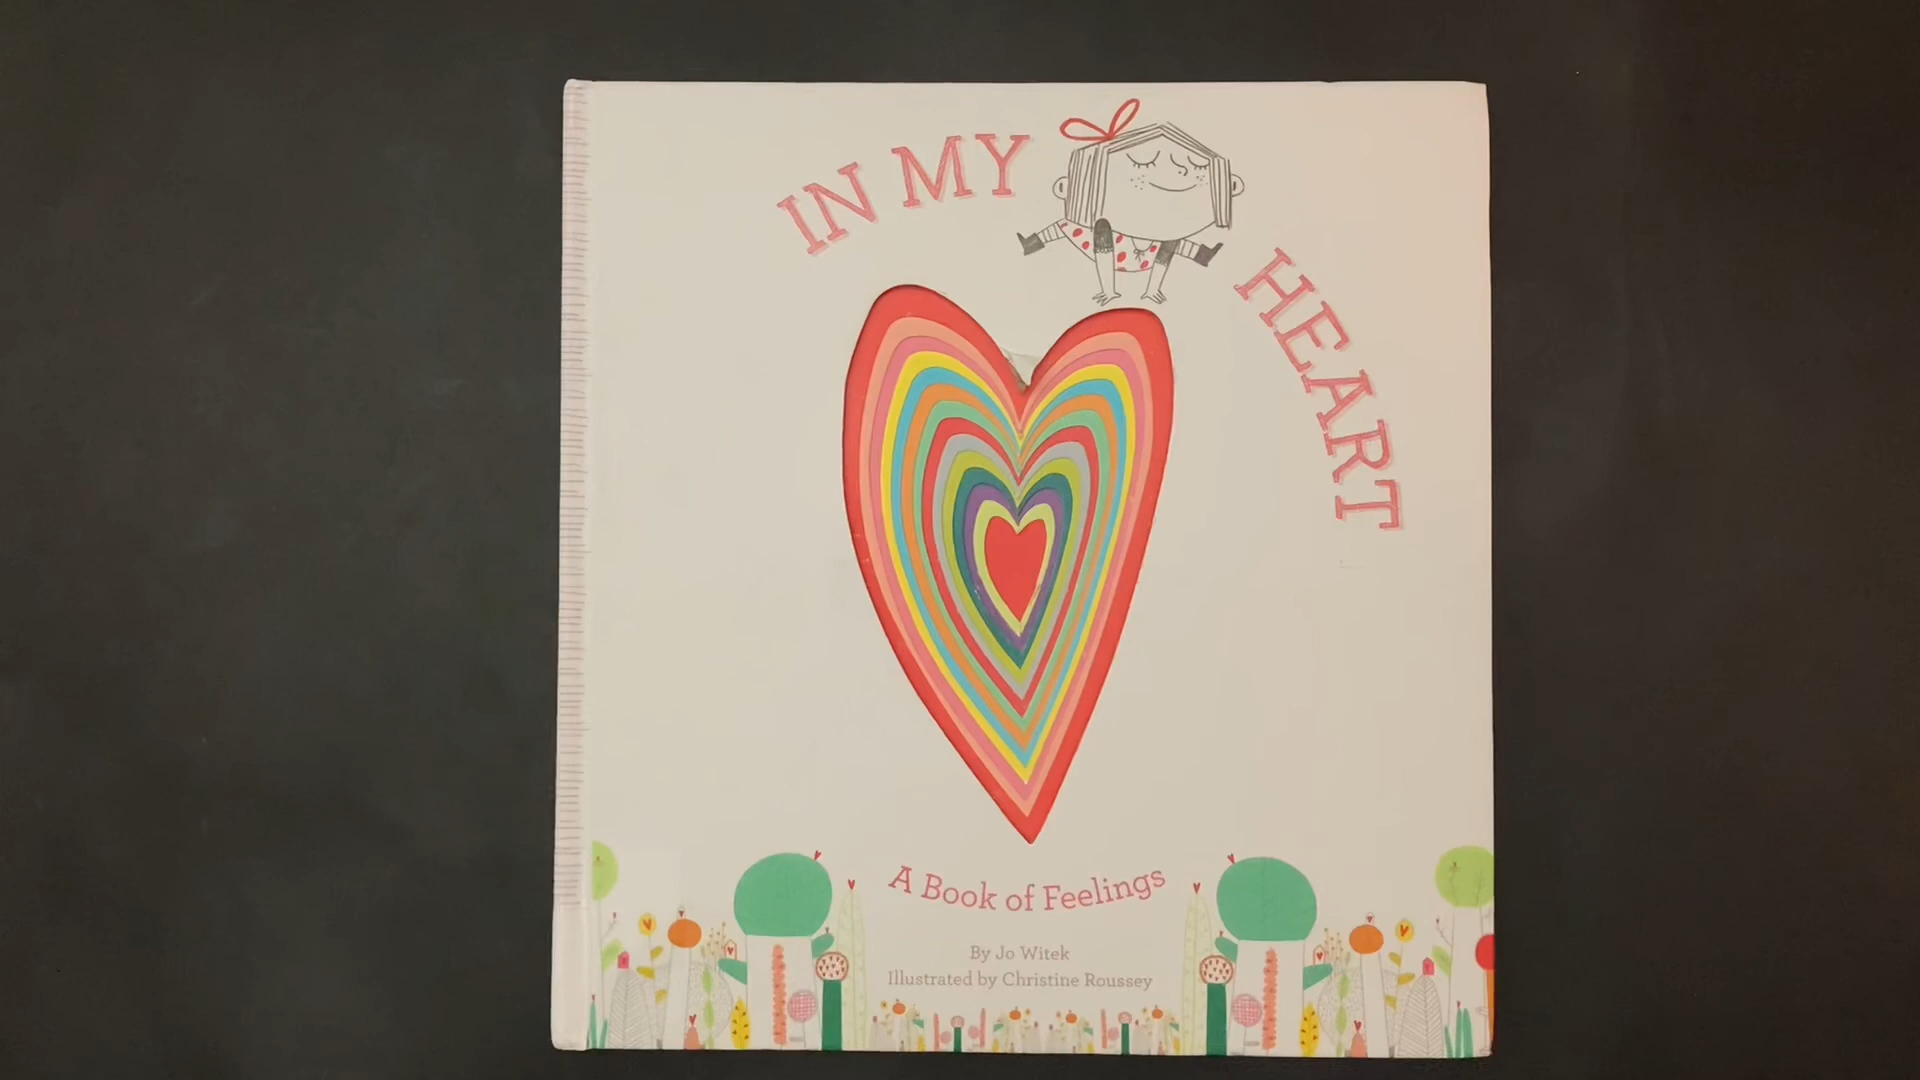 IN MY HEART
A Book of Feelings
By Jo Witek
Illustrated by Christine Roussey